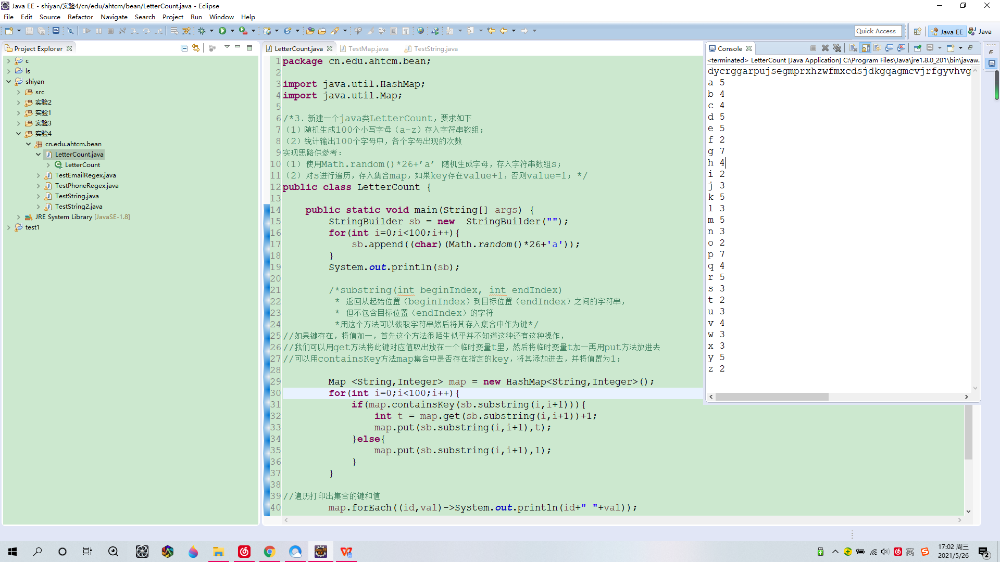 Java EE - shiyan/实验4/cn/edu/ahtcm/bean/LetterCount.java - Eclipse
File Edit Source Refactor Navigate Search Project Run Window Help
Quick Access
Java EE
Java
Project Explorer
c
ls
shiyan
src
实验2
实验1
实验3
实验4
cn.edu.ahtcm.bean
LetterCount.java
LetterCount
TestEmailRegex.java
TestPhoneRegex.java
TestString.java
TestString2.java
JRE System Library [JavaSE-1.8]
test1
LetterCount.java TestMap.java TestString.java
1 package cn.edu.ahtcm.bean;
2
3 import java.util.HashMap;
4 import java.util.Map;
5
6 /*3. 新建一个java类LetterCount，要求如下
7 （1）随机生成100个小写字母（a-z）存入字符串数组；
8 （2）统计输出100个字母中，各个字母出现的次数
9 实现思路供参考：
10 （1） 使用Math.random()*26+’a’ 随机生成字母，存入字符串数组s；
11 （2） 对s进行遍历，存入集合map，如果key存在value+1，否则value=1； */
12 public class LetterCount {
13
14 public static void main(String[] args) {
15 StringBuilder sb = new  StringBuilder("");
16 for(int i=0;i<100;i++){
17 sb.append((char)(Math.random()*26+'a'));
18 }
19 System.out.println(sb);
20
21 /*substring(int beginIndex, int endIndex)
22 * 返回从起始位置（beginIndex）到目标位置（endIndex）之间的字符串，
23 * 但不包含目标位置（endIndex）的字符
24 *用这个方法可以截取字符串然后将其存入集合中作为键*/
25 //如果键存在，将值加一，首先这个方法很陌生似乎并不知道这种还有这种操作，
26 //我们可以用get方法将此键对应值取出放在一个临时变量t里，然后将临时变量t加一再用put方法放进去
27 //可以用containsKey方法map集合中是否存在指定的key，将其添加进去，并将值置为1；
28
29 Map <String,Integer> map = new HashMap<String,Integer>();
30 for(int i=0;i<100;i++){
31 if(map.containsKey(sb.substring(i,i+1))){
32 int t = map.get(sb.substring(i,i+1))+1;
33 map.put(sb.substring(i,i+1),t);
34 }else{
35 map.put(sb.substring(i,i+1),1);
36 }
37 }
38
39 //遍历打印出集合的键和值
40 map.forEach((id,val)->System.out.println(id+" "+val));
Console
<terminated> LetterCount [Java Application] C:\Program Files\Java\jre1.8.0_201\bin\javaw.
dycrggarpujsegmprxhzwfmxcdsjdkgqagmcvjrfgyvhvg
a 5
b 4
c 4
d 5
e 5
f 2
g 7
h 4
i 2
j 3
k 5
l 3
m 5
n 3
o 2
p 7
q 4
r 5
s 3
t 2
u 3
v 4
w 3
x 3
y 5
z 2
英
17:02 周三
2021/5/26
2